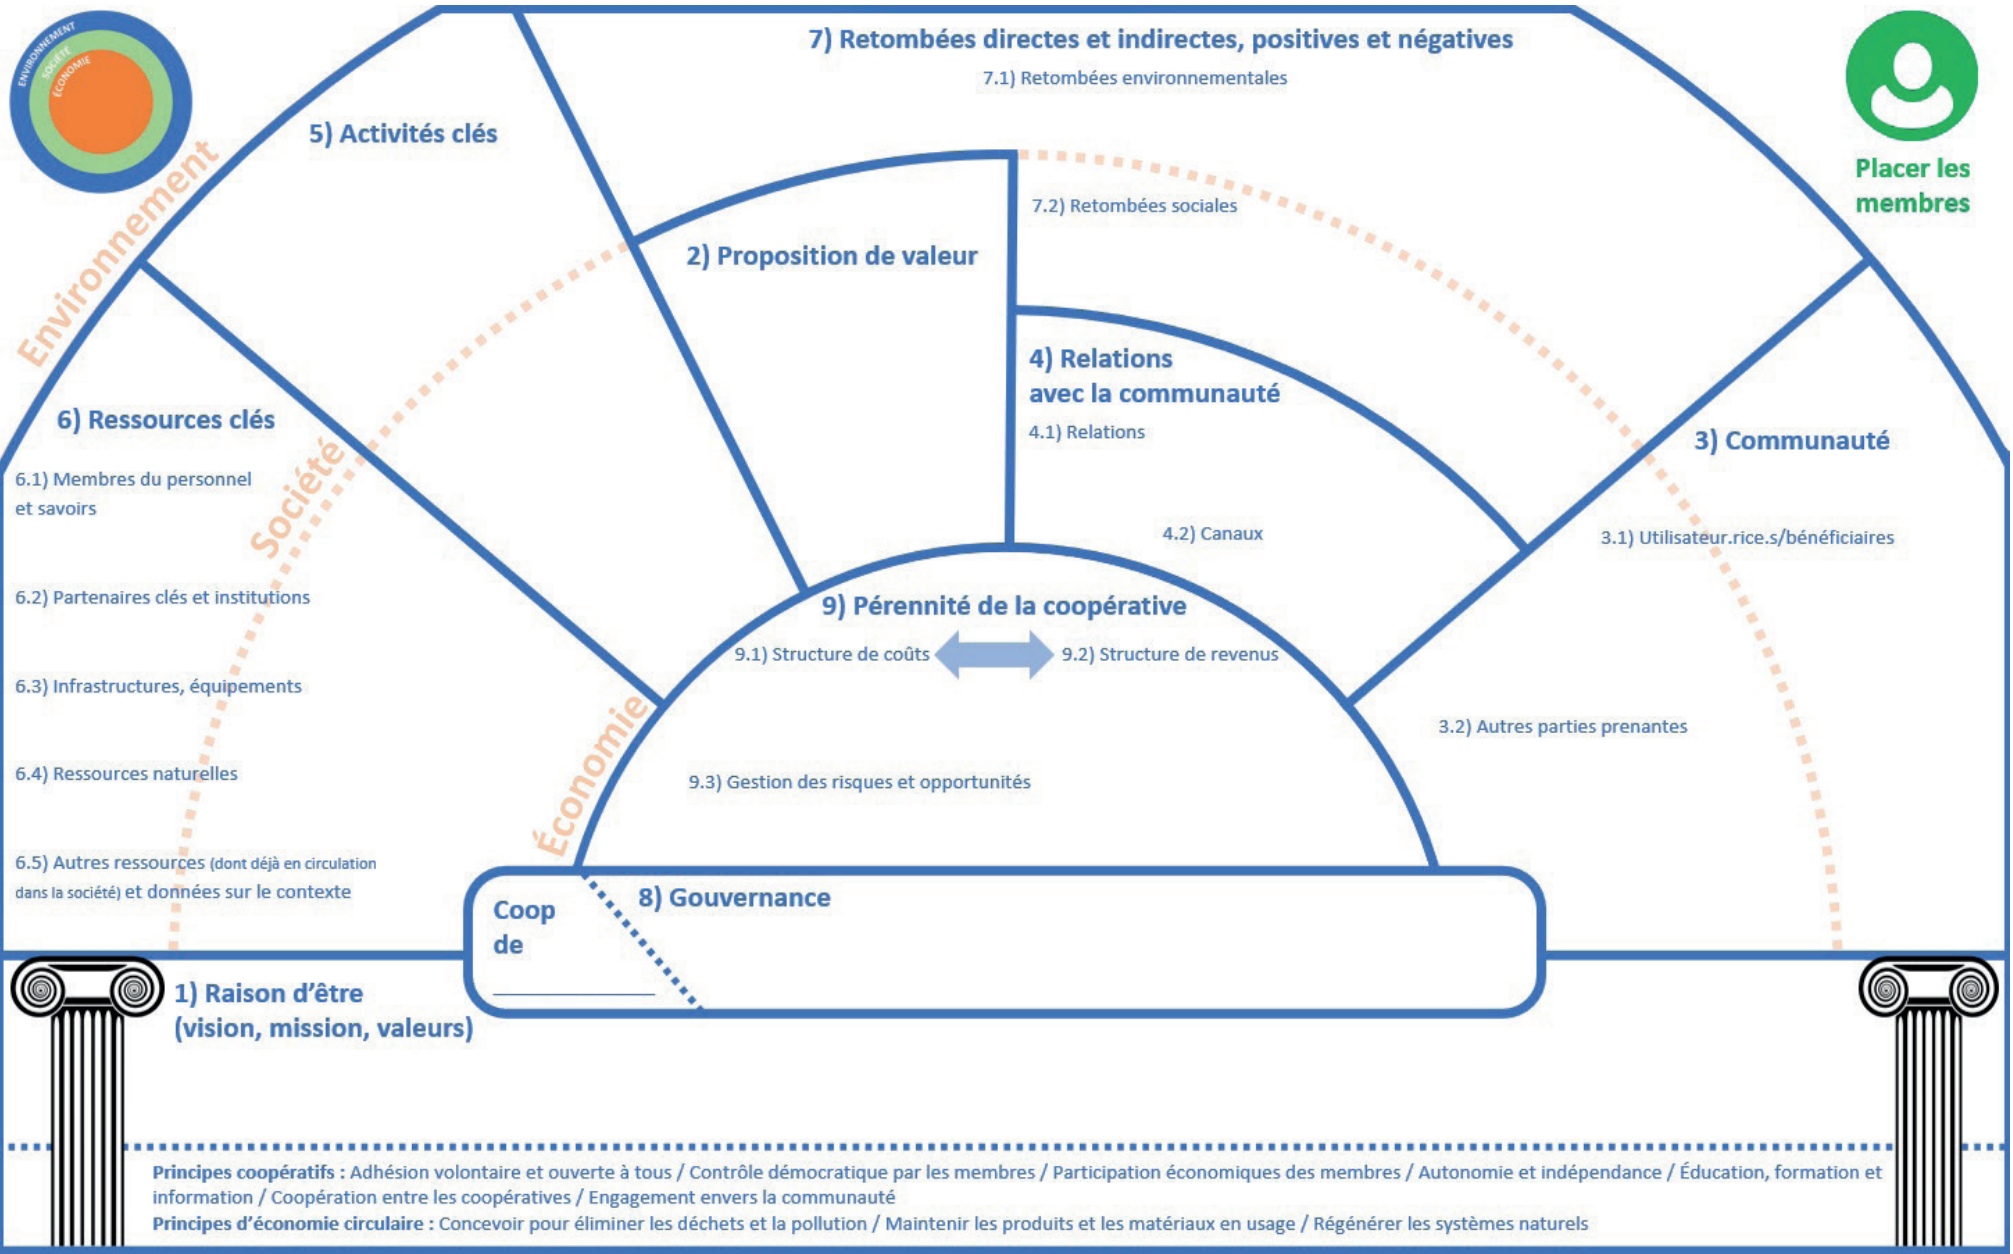 ENVIRONNEMENT
SOCIÉTÉ
ÉCONOMIE
7) Retombées directes et indirectes, positives et négatives
7.1) Retombées environnementales
Placer les
membres
5) Activités clés
Environnement
7.2) Retombées sociales
2) Proposition de valeur
4) Relations
avec la communauté
4.1) Relations
4.2) Canaux
6) Ressources clés
Société
6.1) Membres du personnel
et savoirs
6.2) Partenaires clés et institutions
6.3) Infrastructures, équipements
6.4) Ressources naturelles
6.5) Autres ressources (dont déjà en circulation
dans la société) et données sur le contexte
3) Communauté
3.1) Utilisateur.rice.s/bénéficiaires
3.2) Autres parties prenantes
Économie
9) Pérennité de la coopérative
9.1) Structure de coûts
9.2) Structure de revenus
9.3) Gestion des risques et opportunités
Coop
de
8) Gouvernance
1) Raison d’être
(vision, mission, valeurs)
Principes coopératifs : Adhésion volontaire et ouverte à tous / Contrôle démocratique par les membres / Participation économiques des membres / Autonomie et indépendance / Éducation, formation et
information / Coopération entre les coopératives / Engagement envers la communauté
Principes d’économie circulaire : Concevoir pour éliminer les déchets et la pollution / Maintenir les produits et les matériaux en usage / Régénérer les systèmes naturels